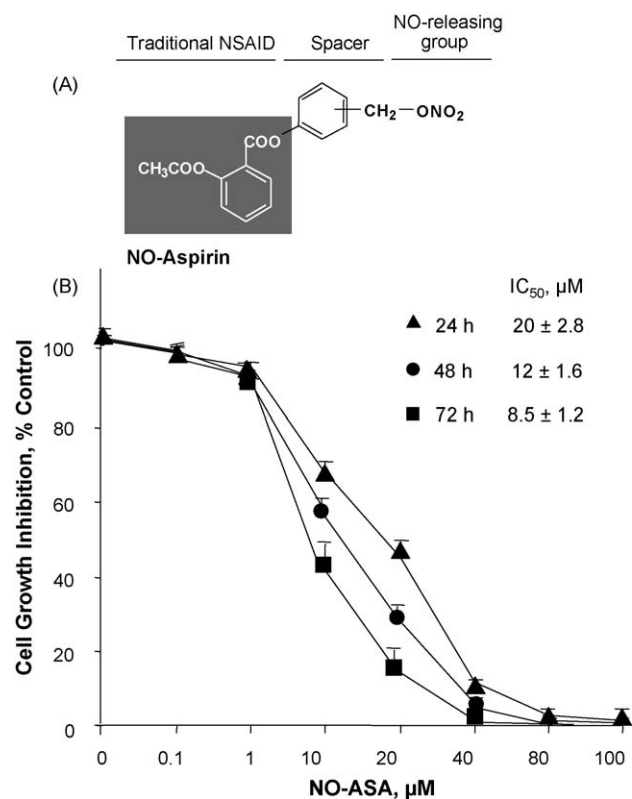 Traditional NSAID Spacer NO-releasing group
(A)
CH₂—ONO₂
COO
CH₃COO
NO-Aspirin
(B)
IC₅₀, µM
24 h 20 ± 2.8
48 h 12 ± 1.6
72 h 8.5 ± 1.2
Cell Growth Inhibition, % Control
100
80
60
40
20
0
0 0.1 1 10 20 40 80 100
NO-ASA, µM